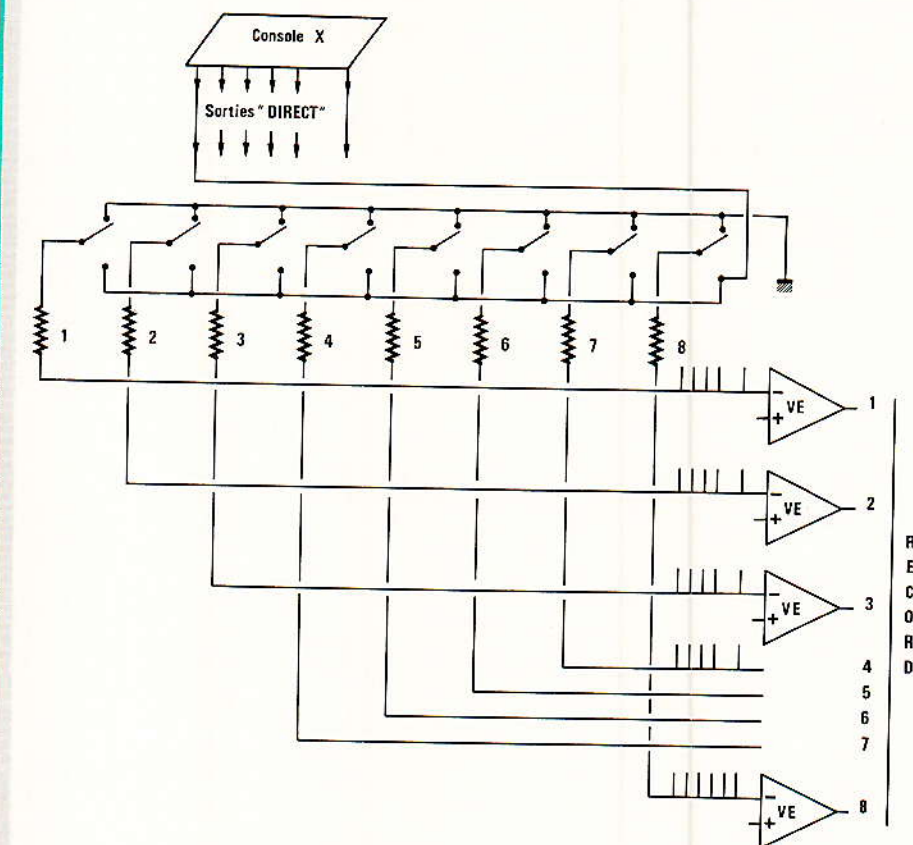 Console X
Sorties "DIRECT"
1 2 3 4 5 6 7 8
- VE + 1
- VE + 2
- VE + 3
4
5
6
7
- VE + 8
RECORD